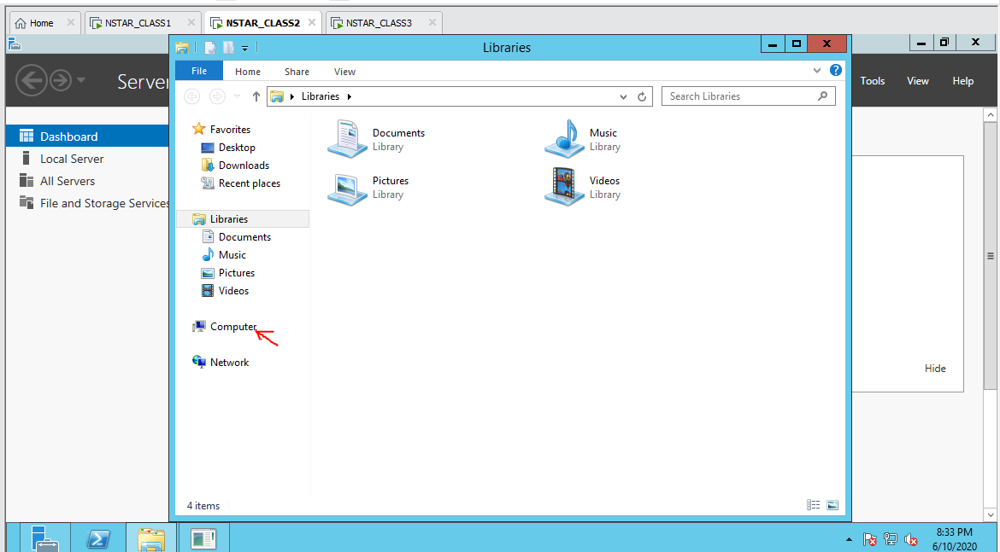 Home NSTAR_CLASS1 NSTAR_CLASS2 NSTAR_CLASS3
Libraries
File Home Share View
Server
Tools View Help
Libraries Search Libraries
Dashboard
Local Server
All Servers
File and Storage Services
Favorites
Desktop
Downloads
Recent places
Libraries
Documents
Music
Pictures
Videos
Computer
Network
Documents
Library
Music
Library
Pictures
Library
Videos
Library
Hide
4 items
8:33 PM
6/10/2020